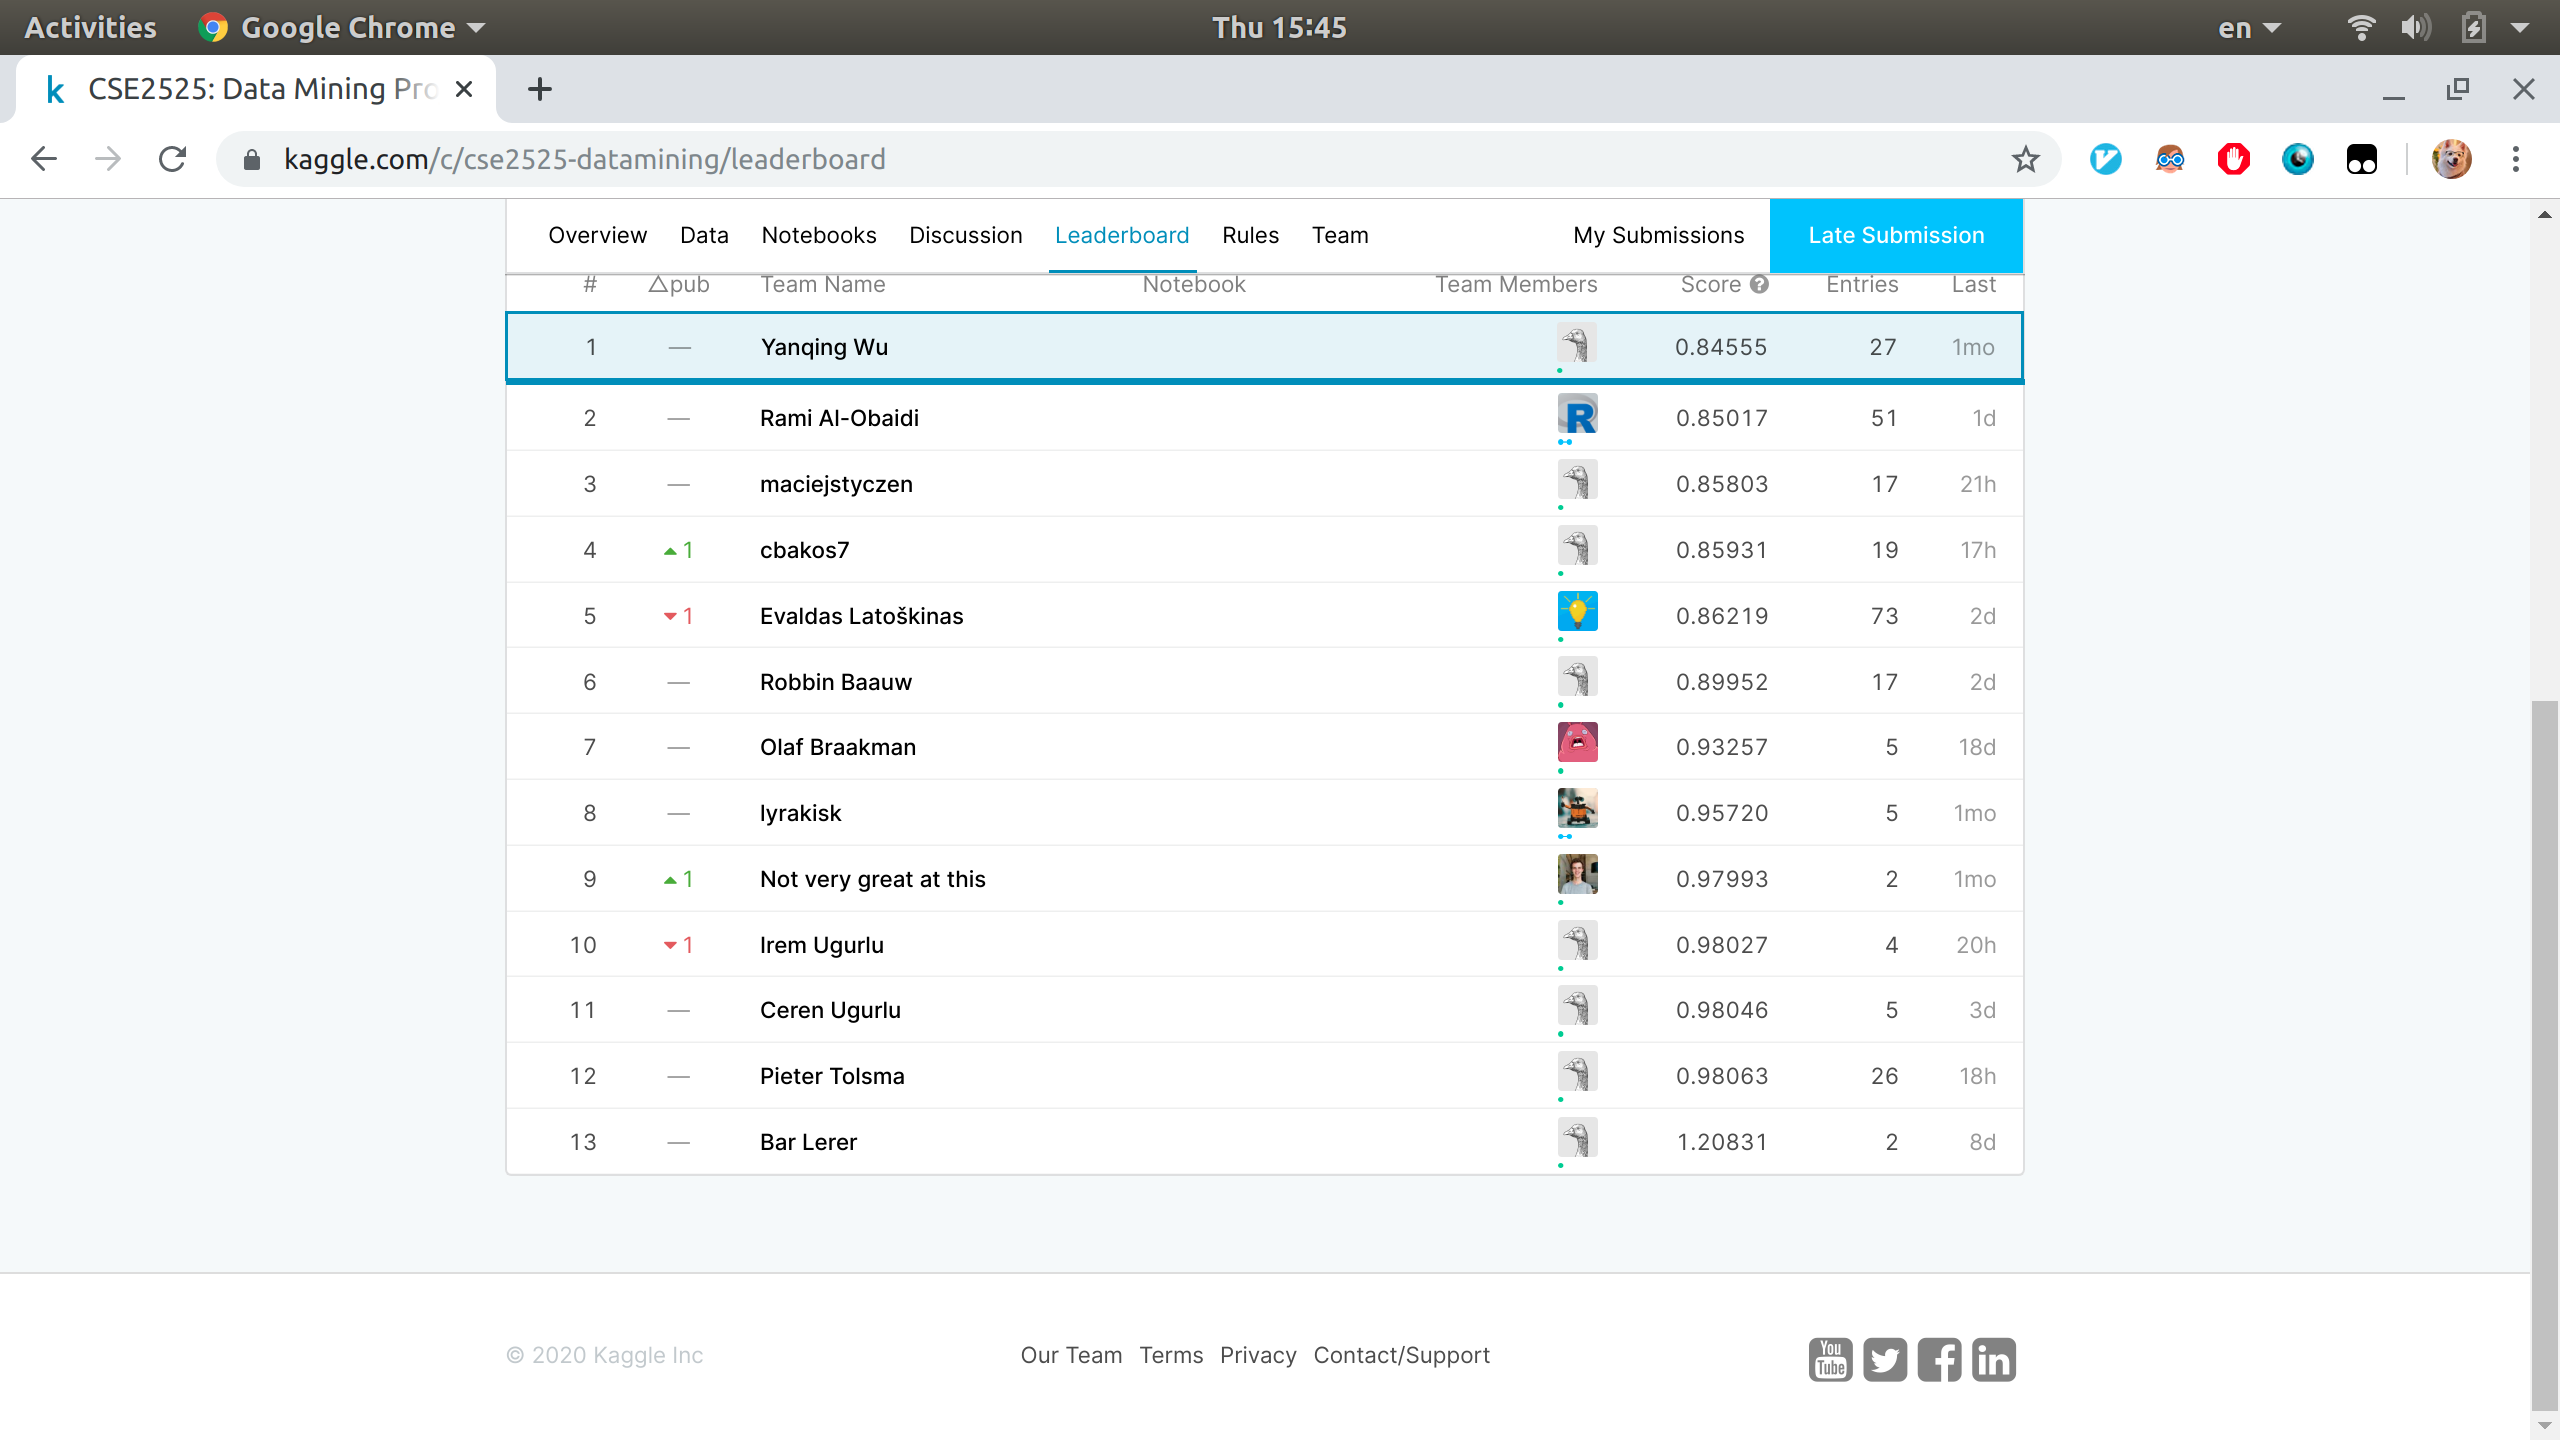 Activities Google Chrome Thu 15:45 en
k CSE2525: Data Mining Pro
kaggle.com/c/cse2525-datamining/leaderboard
Overview Data Notebooks Discussion Leaderboard Rules Team My Submissions Late Submission
# △pub Team Name Notebook Team Members Score ? Entries Last
1 — Yanqing Wu 0.84555 27 1mo
2 — Rami Al-Obaidi R 0.85017 51 1d
3 — maciejstyczen 0.85803 17 21h
4 ▲1 cbakos7 0.85931 19 17h
5 ▼1 Evaldas Latoškinas 0.86219 73 2d
6 — Robbin Baauw 0.89952 17 2d
7 — Olaf Braakman 0.93257 5 18d
8 — lyrakisk 0.95720 5 1mo
9 ▲1 Not very great at this 0.97993 2 1mo
10 ▼1 Irem Ugurlu 0.98027 4 20h
11 — Ceren Ugurlu 0.98046 5 3d
12 — Pieter Tolsma 0.98063 26 18h
13 — Bar Lerer 1.20831 2 8d
© 2020 Kaggle Inc Our Team Terms Privacy Contact/Support You Tube f in